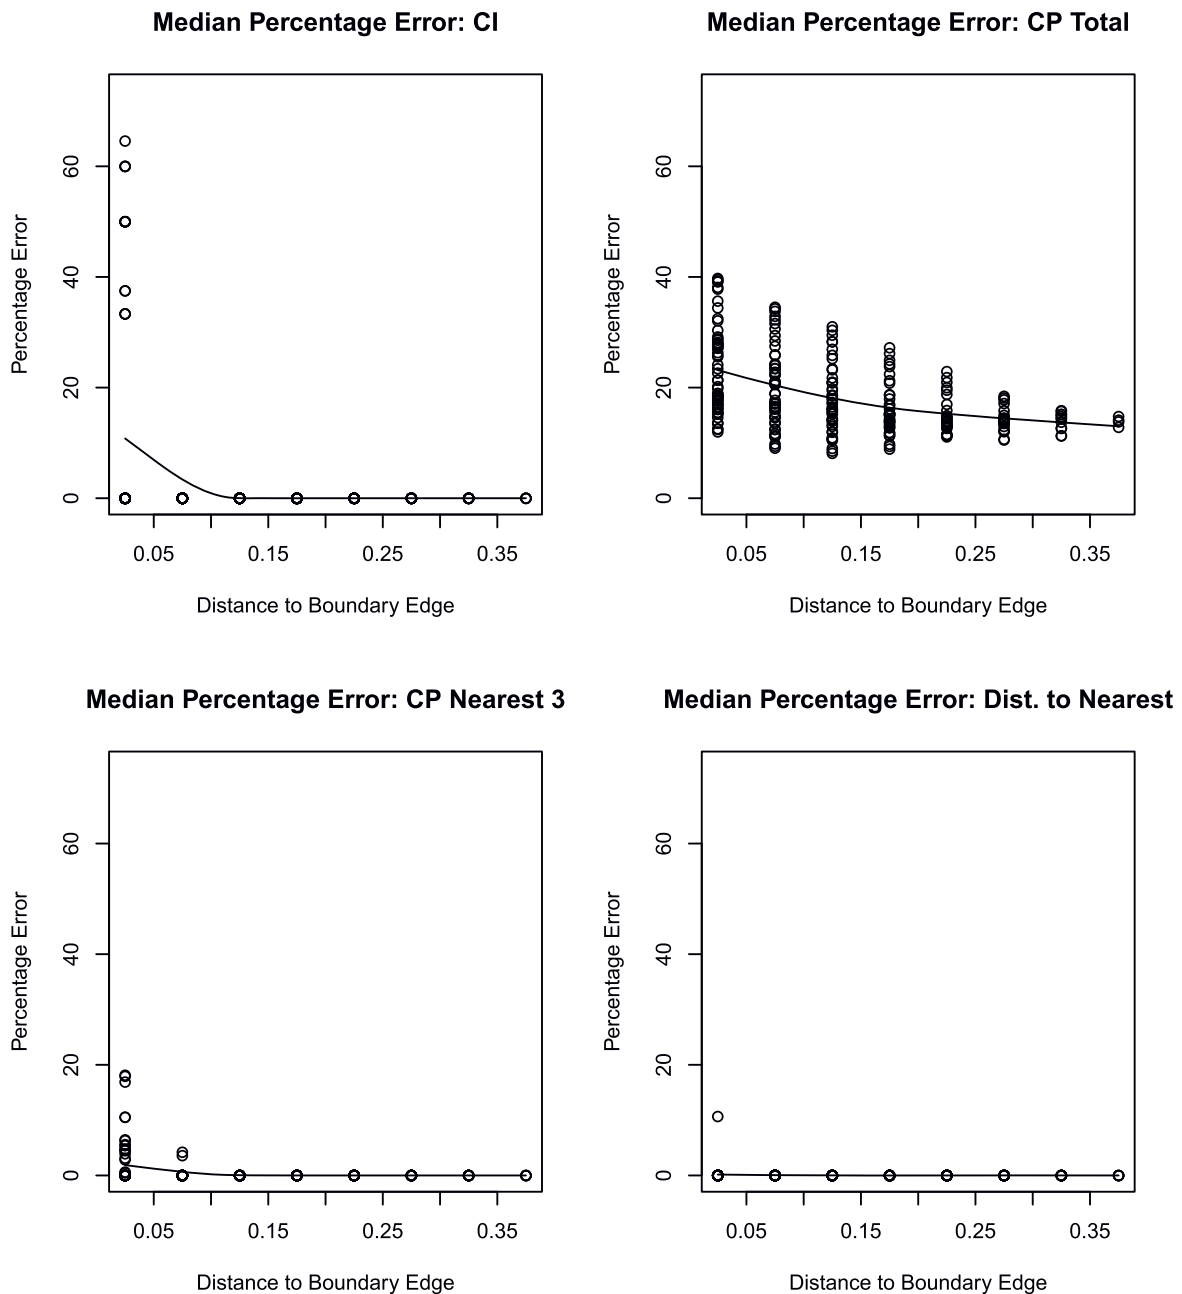 Median Percentage Error: CI
Percentage Error
60
40
20
0
0.05 0.15 0.25 0.35
Distance to Boundary Edge
Median Percentage Error: CP Total
Percentage Error
60
40
20
0
0.05 0.15 0.25 0.35
Distance to Boundary Edge
Median Percentage Error: CP Nearest 3
Percentage Error
60
40
20
0
0.05 0.15 0.25 0.35
Distance to Boundary Edge
Median Percentage Error: Dist. to Nearest
Percentage Error
60
40
20
0
0.05 0.15 0.25 0.35
Distance to Boundary Edge